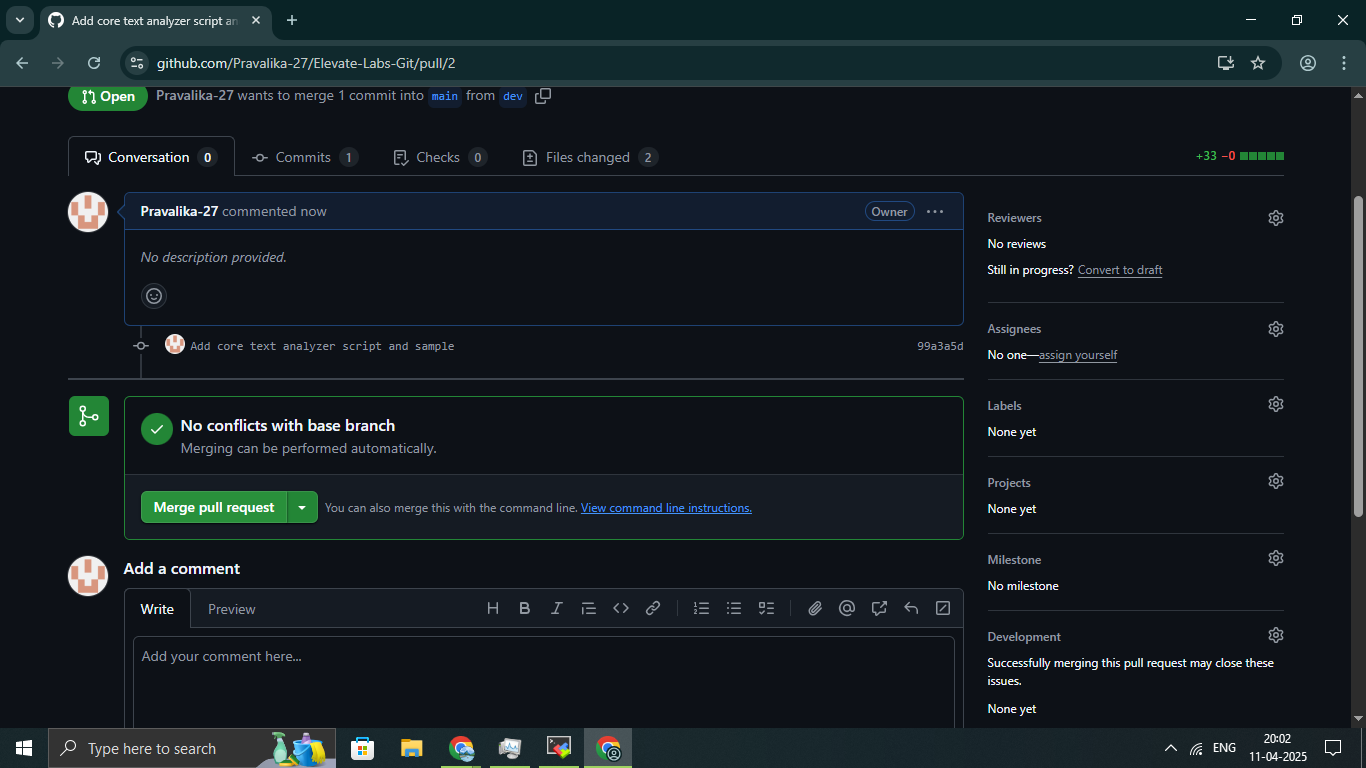 Add core text analyzer script an
github.com/Pravalika-27/Elevate-Labs-Git/pull/2
Open
Pravalika-27 wants to merge 1 commit into main from dev
Conversation 0
Commits 1
Checks 0
Files changed 2
+33 −0
Pravalika-27 commented now
Owner
No description provided.
Add core text analyzer script and sample
99a3a5d
No conflicts with base branch
Merging can be performed automatically.
Merge pull request
You can also merge this with the command line. View command line instructions.
Add a comment
Write
Preview
Add your comment here...
Reviewers
No reviews
Still in progress? Convert to draft
Assignees
No one—assign yourself
Labels
None yet
Projects
None yet
Milestone
No milestone
Development
Successfully merging this pull request may close these
issues.
None yet
Type here to search
ENG
20:02
11-04-2025